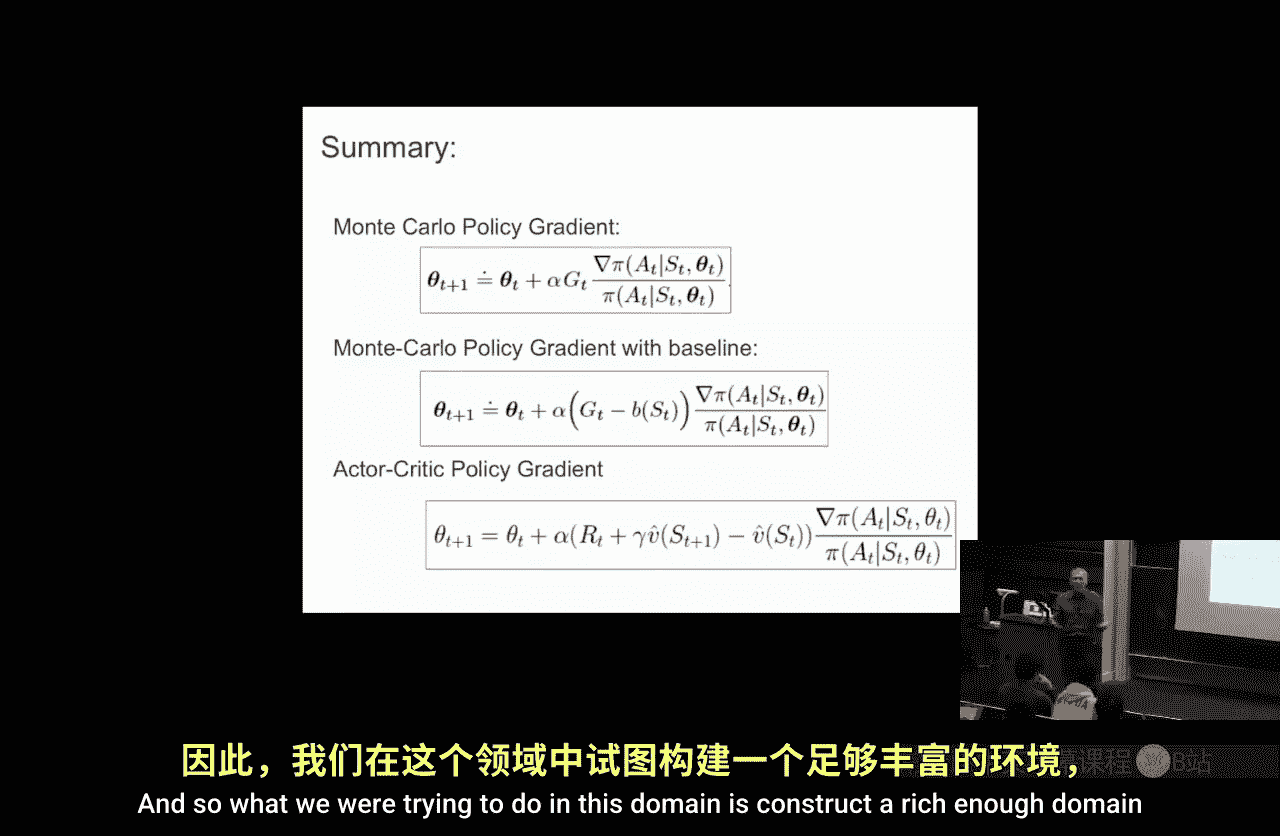 Summary:
Monte Carlo Policy Gradient:
θ_{t+1} ≐ θ_t + αG_t ∇π(A_t|S_t, θ_t) / π(A_t|S_t, θ_t)
Monte-Carlo Policy Gradient with baseline:
θ_{t+1} ≐ θ_t + α(G_t − b(S_t)) ∇π(A_t|S_t, θ_t) / π(A_t|S_t, θ_t)
Actor-Critic Policy Gradient
θ_{t+1} = θ_t + α(R_t + γv̂(S_{t+1}) − v̂(S_t)) ∇π(A_t|S_t, θ_t) / π(A_t|S_t, θ_t)
因此，我们在这个领域中试图构建一个足够丰富的环境，
课程 B站
And so what we were trying to do in this domain is construct a rich enough domain